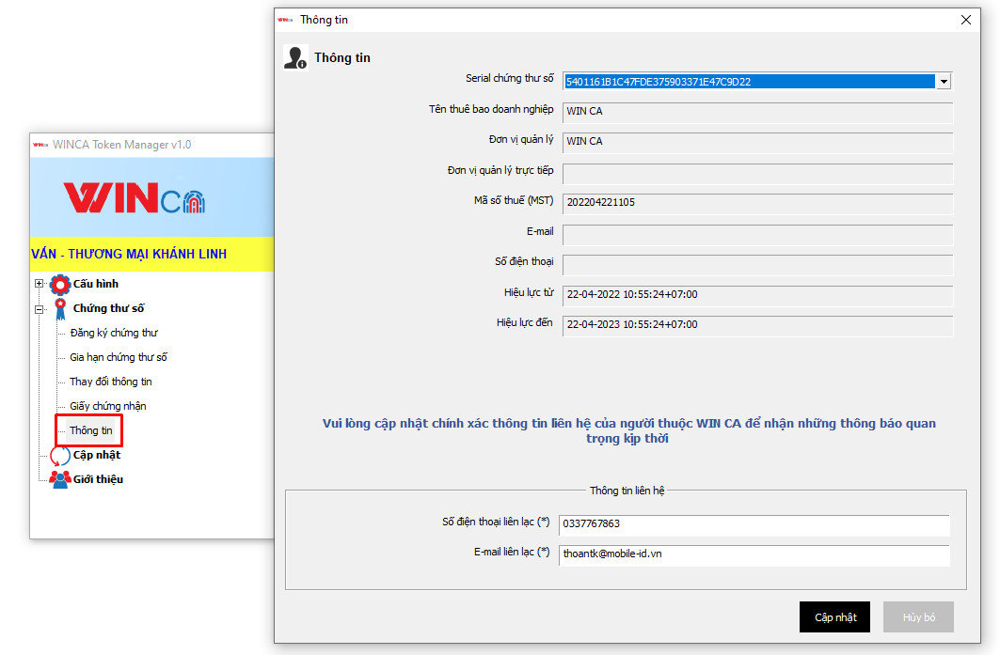 WINCA Token Manager v1.0
WINCA
VẤN - THƯƠNG MẠI KHÁNH LINH
Cấu hình
Chứng thư số
Đăng ký chứng thư
Gia hạn chứng thư số
Thay đổi thông tin
Giấy chứng nhận
Thông tin
Cập nhật
Giới thiệu
Thông tin
Thông tin
Serial chứng thư số 5401161B1C47FDE375903371E47C9D22
Tên thuê bao doanh nghiệp WIN CA
Đơn vị quản lý WIN CA
Đơn vị quản lý trực tiếp
Mã số thuế (MST) 202204221105
E-mail
Số điện thoại
Hiệu lực từ 22-04-2022 10:55:24+07:00
Hiệu lực đến 22-04-2023 10:55:24+07:00
Vui lòng cập nhật chính xác thông tin liên hệ của người thuộc WIN CA để nhận những thông báo quan
trọng kịp thời
Thông tin liên hệ
Số điện thoại liên lạc (*) 0337767863
E-mail liên lạc (*) thoantk@mobile-id.vn
Cập nhật Hủy bỏ